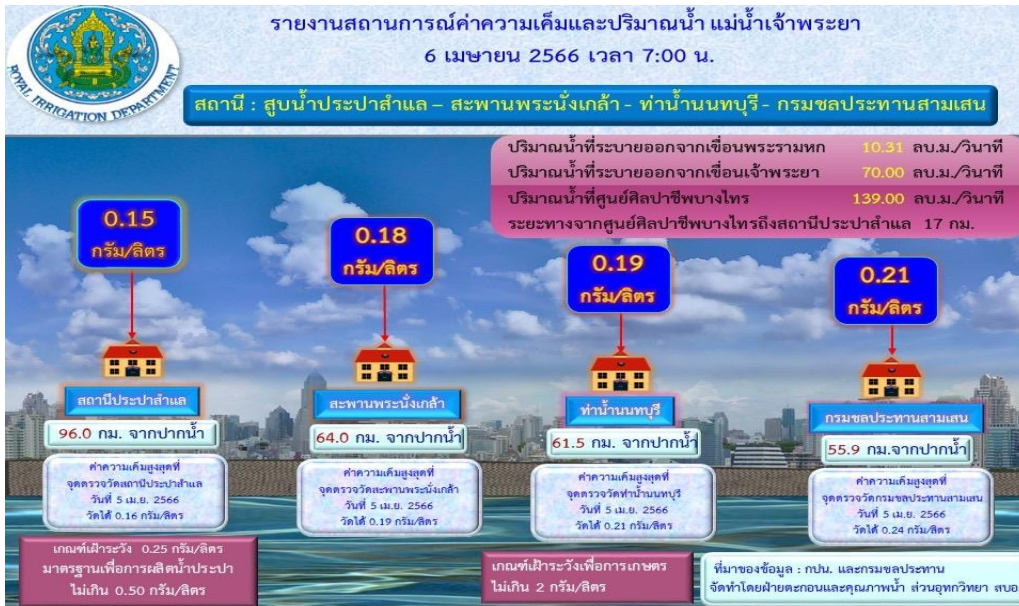 รายงานสถานการณ์ค่าความเค็มและปริมาณน้ำ แม่น้ำเจ้าพระยา
6 เมษายน 2566 เวลา 7:00 น.
ROYAL IRRIGATION DEPARTMENT
สถานี : สูบน้ำประปาสำแล – สะพานพระนั่งเกล้า - ท่าน้ำนนทบุรี - กรมชลประทานสามเสน
ปริมาณน้ำที่ระบายออกจากเขื่อนพระรามหก 10.31 ลบ.ม./วินาที
ปริมาณน้ำที่ระบายออกจากเขื่อนเจ้าพระยา 70.00 ลบ.ม./วินาที
ปริมาณน้ำที่ศูนย์ศิลปาชีพบางไทร 139.00 ลบ.ม./วินาที
ระยะทางจากศูนย์ศิลปาชีพบางไทรถึงสถานีประปาสำแล 17 กม.
0.15
กรัม/ลิตร
สถานีประปาสำแล
96.0 กม. จากปากน้ำ
ค่าความเค็มสูงสุดที่
จุดตรวจวัดสถานีประปาสำแล
วันที่ 5 เม.ย. 2566
วัดได้ 0.16 กรัม/ลิตร
0.18
กรัม/ลิตร
สะพานพระนั่งเกล้า
64.0 กม. จากปากน้ำ
ค่าความเค็มสูงสุดที่
จุดตรวจวัดสะพานพระนั่งเกล้า
วันที่ 5 เม.ย. 2566
วัดได้ 0.19 กรัม/ลิตร
0.19
กรัม/ลิตร
ท่าน้ำนนทบุรี
61.5 กม. จากปากน้ำ
ค่าความเค็มสูงสุดที่
จุดตรวจวัดท่าน้ำนนทบุรี
วันที่ 5 เม.ย. 2566
วัดได้ 0.21 กรัม/ลิตร
0.21
กรัม/ลิตร
กรมชลประทานสามเสน
55.9 กม.จากปากน้ำ
ค่าความเค็มสูงสุดที่
จุดตรวจวัดกรมชลประทานสามเสน
วันที่ 5 เม.ย. 2566
วัดได้ 0.24 กรัม/ลิตร
เกณฑ์เฝ้าระวัง 0.25 กรัม/ลิตร
มาตรฐานเพื่อการผลิตน้ำประปา
ไม่เกิน 0.50 กรัม/ลิตร
เกณฑ์เฝ้าระวังเพื่อการเกษตร
ไม่เกิน 2 กรัม/ลิตร
ที่มาของข้อมูล : กปน. และกรมชลประทาน
จัดทำโดยฝ่ายตะกอนและคุณภาพน้ำ ส่วนอุทกวิทยา สบอ